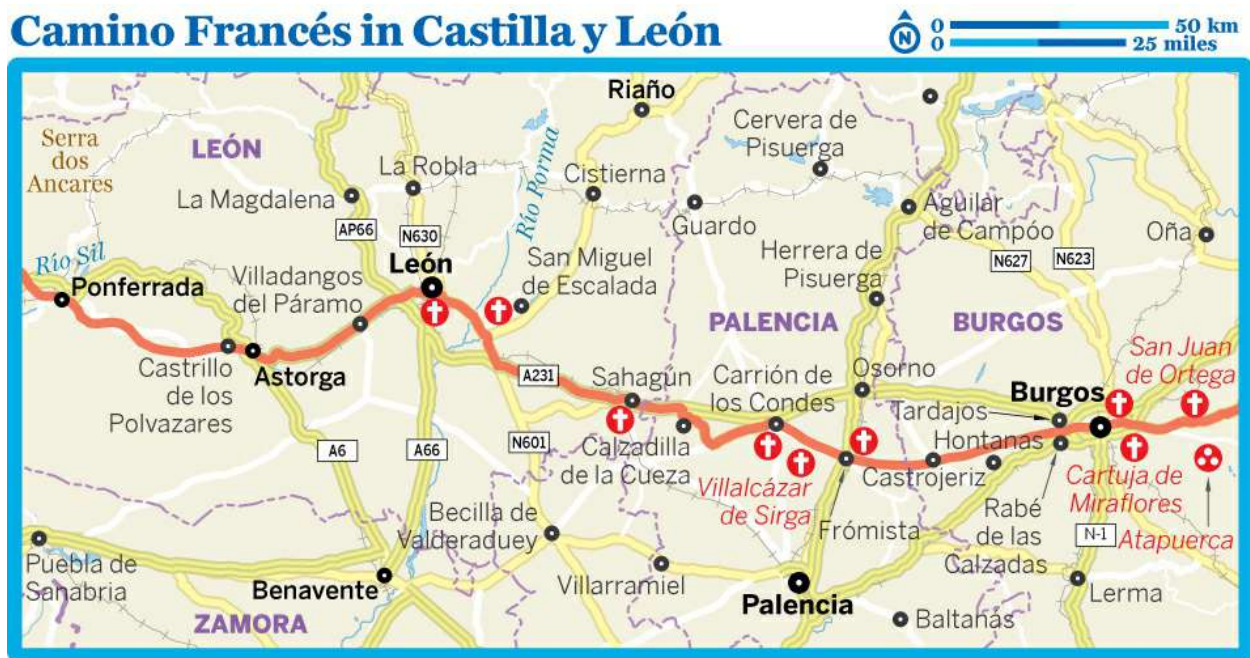 Camino Francés in Castilla y León
N
0
50 km
0
25 miles
Riaño
Serra
dos
Ancares
LEÓN
La Robla
Río Porma
Cistierna
Cervera de
Pisuerga
La Magdalena
Guardo
Aguilar
de Campóo
Oña
AP66
N630
Río Sil
León
San Miguel
de Escalada
Herrera de
Pisuerga
N627
N623
Ponferrada
Villadangos
del Páramo
PALENCIA
BURGOS
Castrillo
de los
Polvazares
Astorga
A231
Sahagún
Carrión de
los Condes
Osorno
San Juan
de Ortega
Burgos
Tardajos
A6
A66
N601
Calzadilla
de la Cueza
Hontanas
Villalcázar
de Sirga
Castrojeriz
Cartuja de
Miraflores
Frómista
Rabé
de las
Calzadas
N-1
Atapuerca
Becilla de
Valderaduey
Puebla de
Sanabria
Benavente
Villarramiel
Palencia
Lerma
Baltanás
ZAMORA